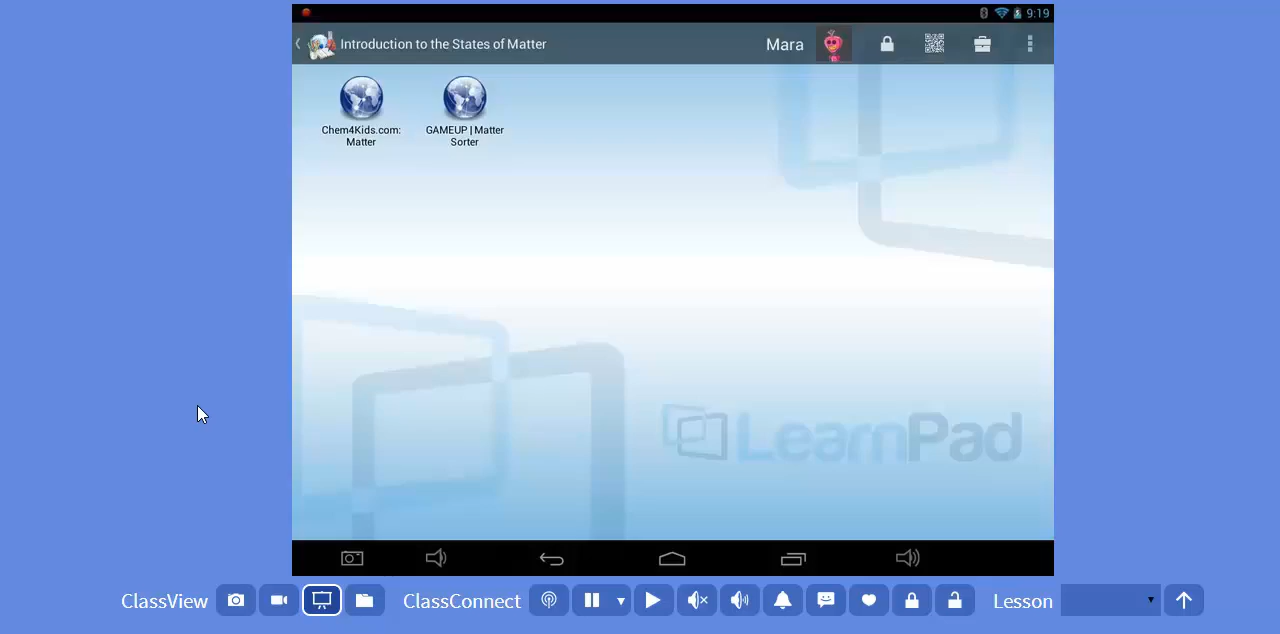 9:19
Introduction to the States of Matter
Mara
Chem4Kids.com:
Matter
GAMEUP | Matter
Sorter
LearnPad
ClassView
ClassConnect
Lesson